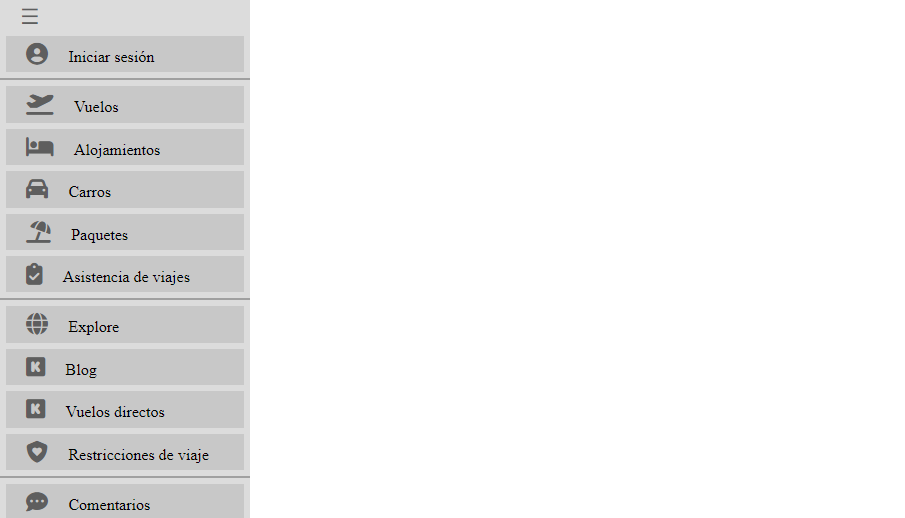 Iniciar sesión
Vuelos
Alojamientos
Carros
Paquetes
Asistencia de viajes
Explore
Blog
Vuelos directos
Restricciones de viaje
Comentarios